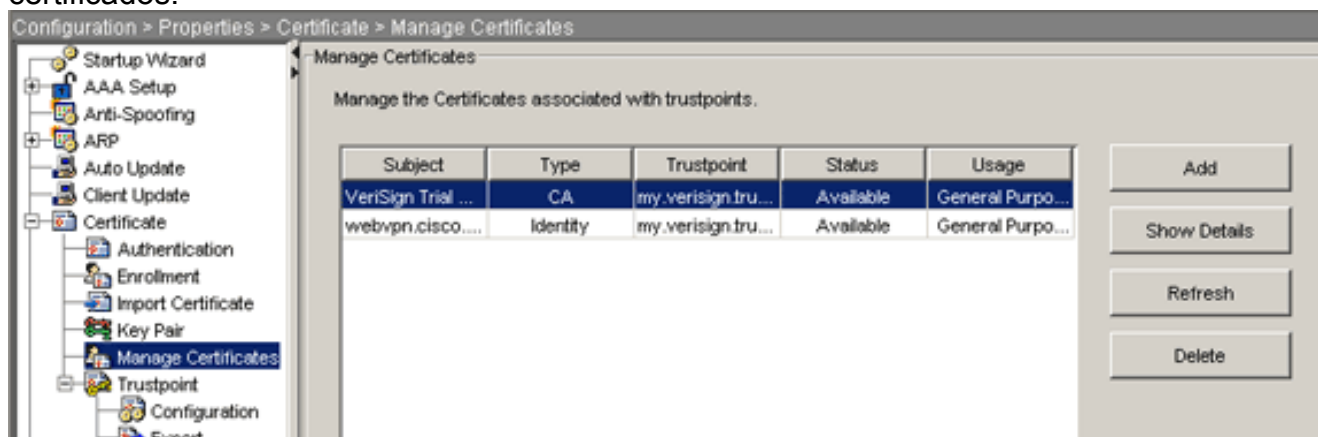 certificados.
Configuration > Properties > Certificate > Manage Certificates
Startup Wizard
AAA Setup
Anti-Spoofing
ARP
Auto Update
Client Update
Certificate
Authentication
Enrollment
Import Certificate
Key Pair
Manage Certificates
Trustpoint
Configuration
Export
Manage Certificates
Manage the Certificates associated with trustpoints.
Subject Type Trustpoint Status Usage
VeriSign Trial ... CA my.verisign.tru... Available General Purpo...
webvpn.cisco.... Identity my.verisign.tru... Available General Purpo...
Add
Show Details
Refresh
Delete